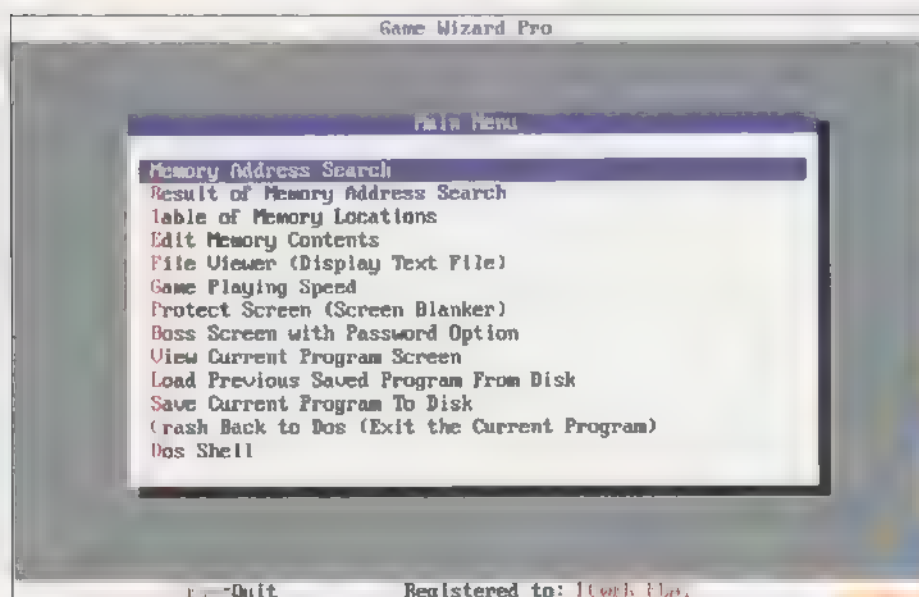 Game Wizard Pro
Main Menu
Memory Address Search
Result of Memory Address Search
Table of Memory Locations
Edit Memory Contents
File Viewer (Display Text File)
Game Playing Speed
Protect Screen (Screen Blanker)
Boss Screen with Password Option
View Current Program Screen
Load Previous Saved Program From Disk
Save Current Program To Disk
Crash Back to Dos (Exit the Current Program)
Dos Shell
Quit
Registered to: